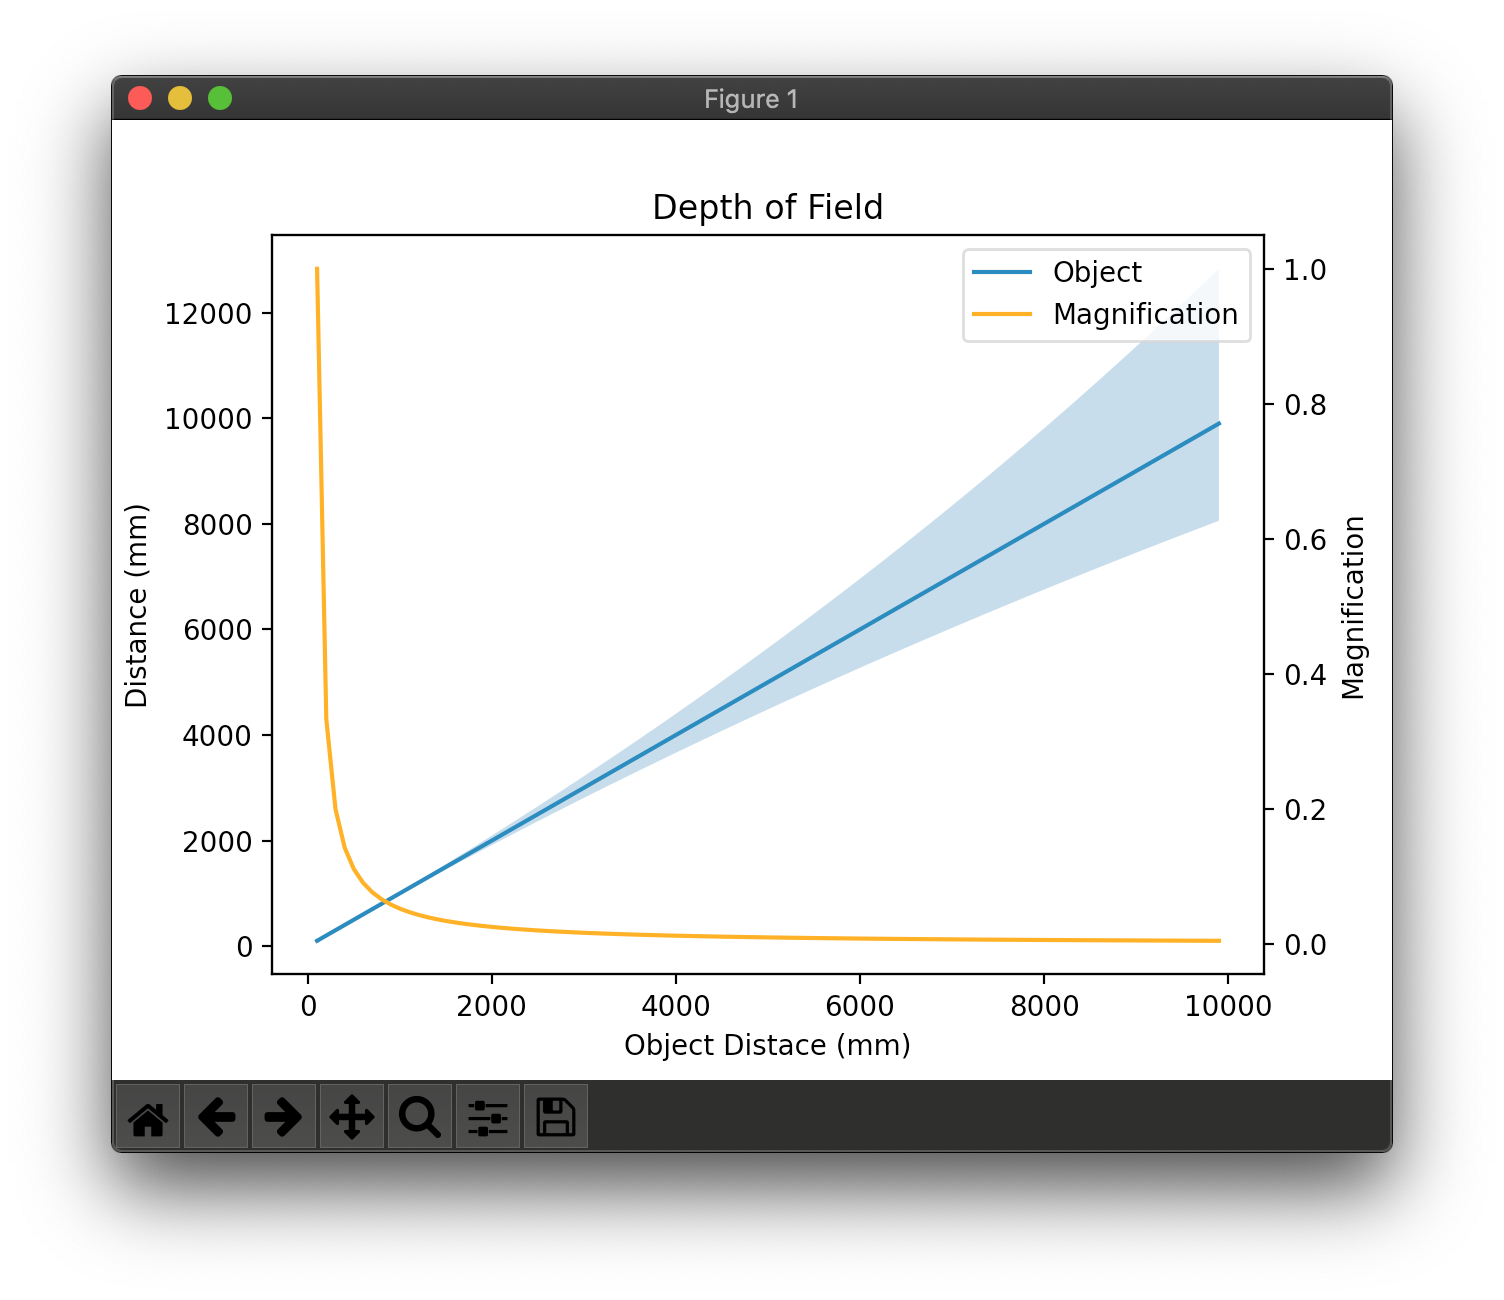 Figure 1
Depth of Field
Object
Magnification
12000
10000
8000
6000
4000
2000
0
Distance (mm)
1.0
0.8
0.6
0.4
0.2
0.0
Magnification
0 2000 4000 6000 8000 10000
Object Distace (mm)